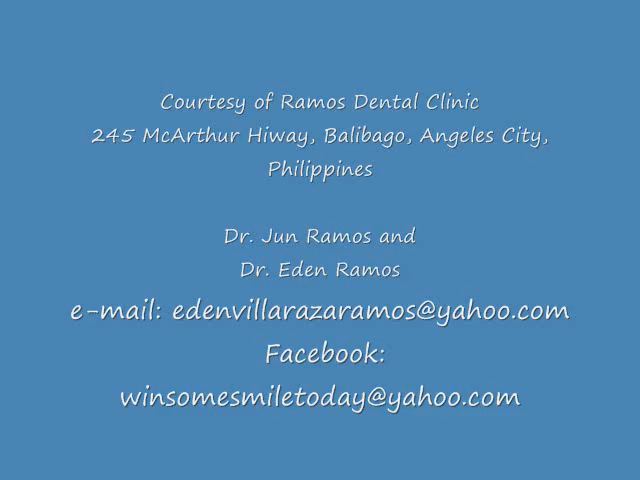 Courtesy of Ramos Dental Clinic
245 McArthur Hiway, Balibago, Angeles City,
Philippines
Dr. Jun Ramos and
Dr. Eden Ramos
e-mail: edenvillarazaramos@yahoo.com
Facebook:
winsomesmiletoday@yahoo.com